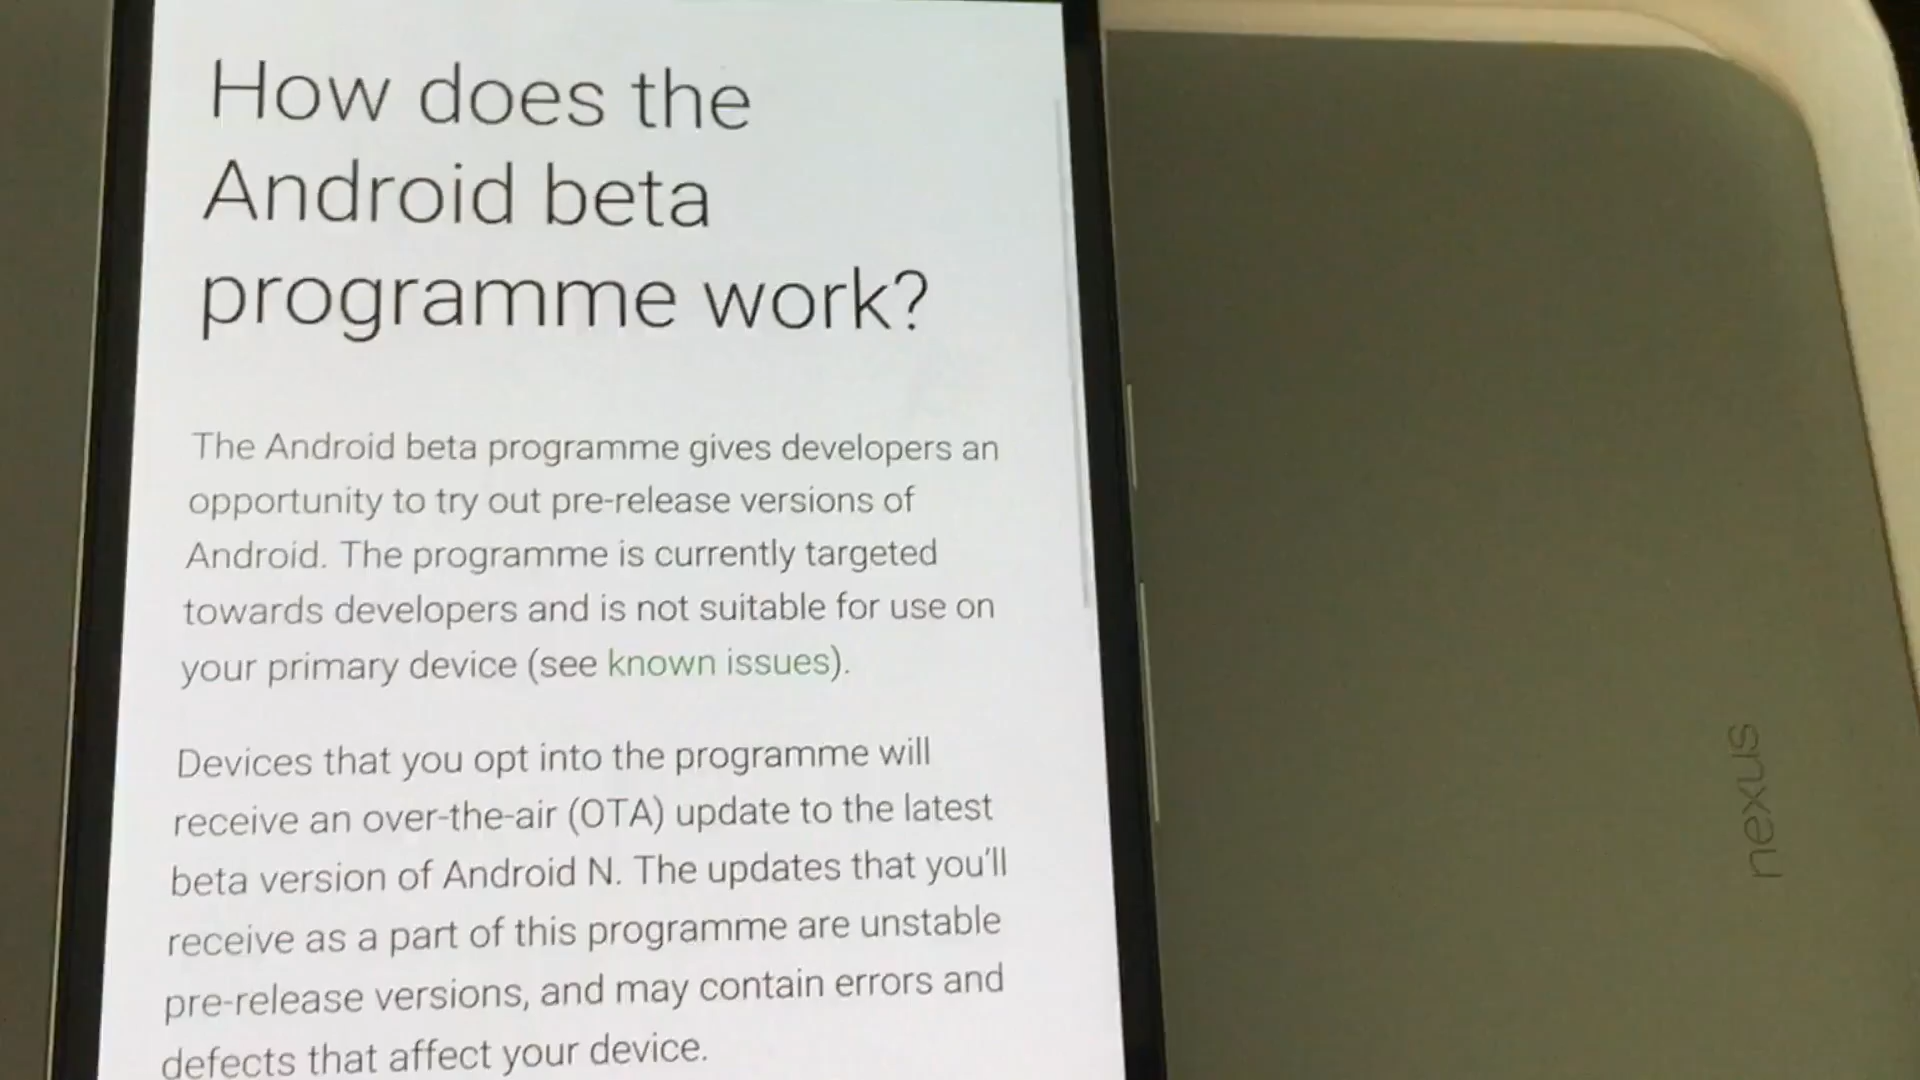 How does the
Android beta
programme work?
The Android beta programme gives developers an
opportunity to try out pre-release versions of
Android. The programme is currently targeted
towards developers and is not suitable for use on
your primary device (see known issues).
Devices that you opt into the programme will
receive an over-the-air (OTA) update to the latest
beta version of Android N. The updates that you'll
receive as a part of this programme are unstable
pre-release versions, and may contain errors and
defects that affect your device.
nexus